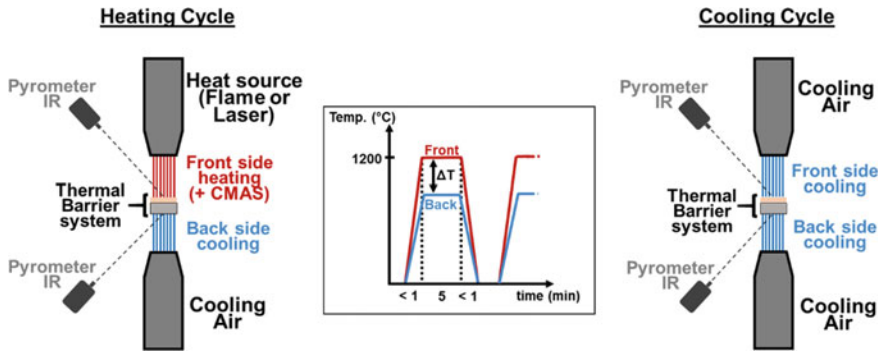 Heating Cycle
Pyrometer
IR
Heat source
(Flame or
Laser)
Front side
heating
(+ CMAS)
Thermal
Barrier
system
Back side
cooling
Pyrometer
IR
Cooling
Air
Temp. (°C)
1200
Front
ΔT
Back
< 1 5 < 1 time (min)
Cooling Cycle
Pyrometer
IR
Cooling
Air
Front side
cooling
Thermal
Barrier
system
Back side
cooling
Pyrometer
IR
Cooling
Air